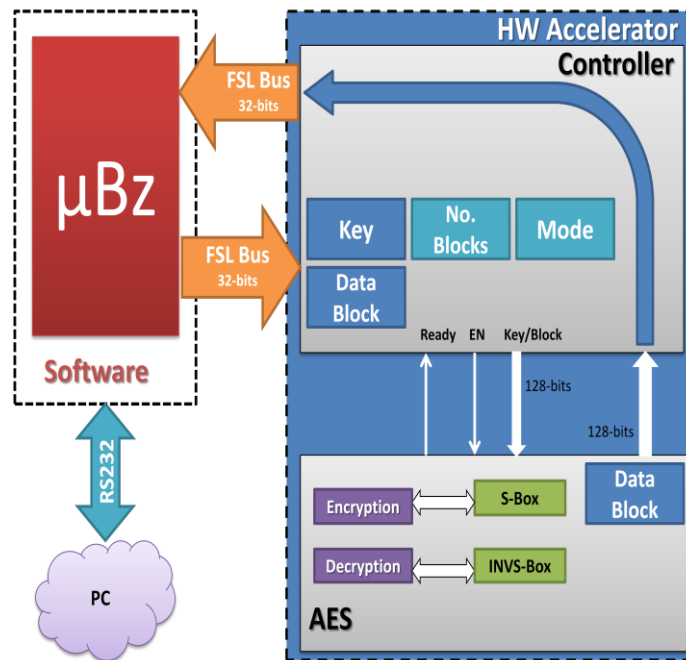 HW Accelerator
Controller
FSL Bus
32-bits
μBz
Key
No.
Blocks
Mode
FSL Bus
32-bits
Data
Block
Ready
EN
Key/Block
Software
128-bits
128-bits
RS232
Encryption
S-Box
Data
Block
Decryption
INVS-Box
PC
AES